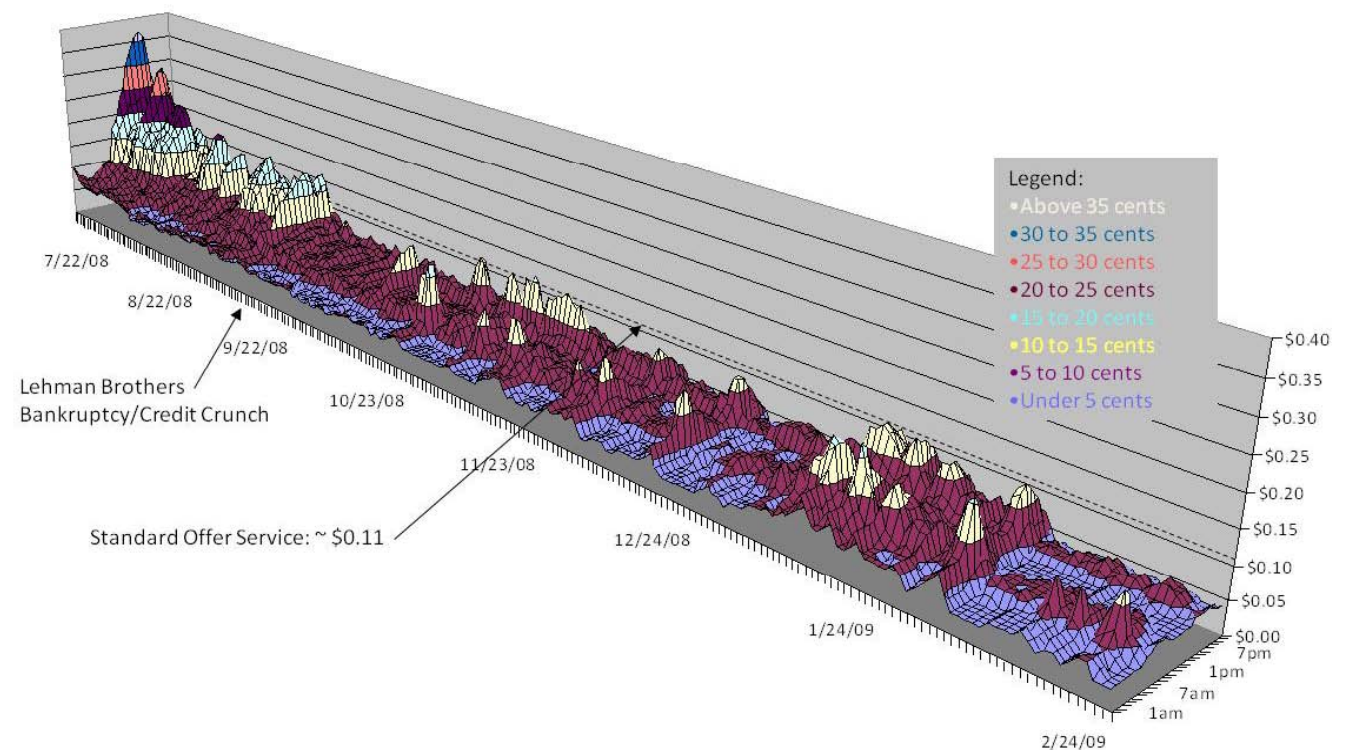 Legend:
•Above 35 cents
•30 to 35 cents
•25 to 30 cents
•20 to 25 cents
•15 to 20 cents
•10 to 15 cents
•5 to 10 cents
•Under 5 cents
$0.40
$0.35
$0.30
$0.25
$0.20
$0.15
$0.10
$0.05
$0.00
7pm
1pm
7am
1am
7/22/08
8/22/08
9/22/08
10/23/08
11/23/08
12/24/08
1/24/09
2/24/09
Lehman Brothers
Bankruptcy/Credit Crunch
Standard Offer Service: ~ $0.11